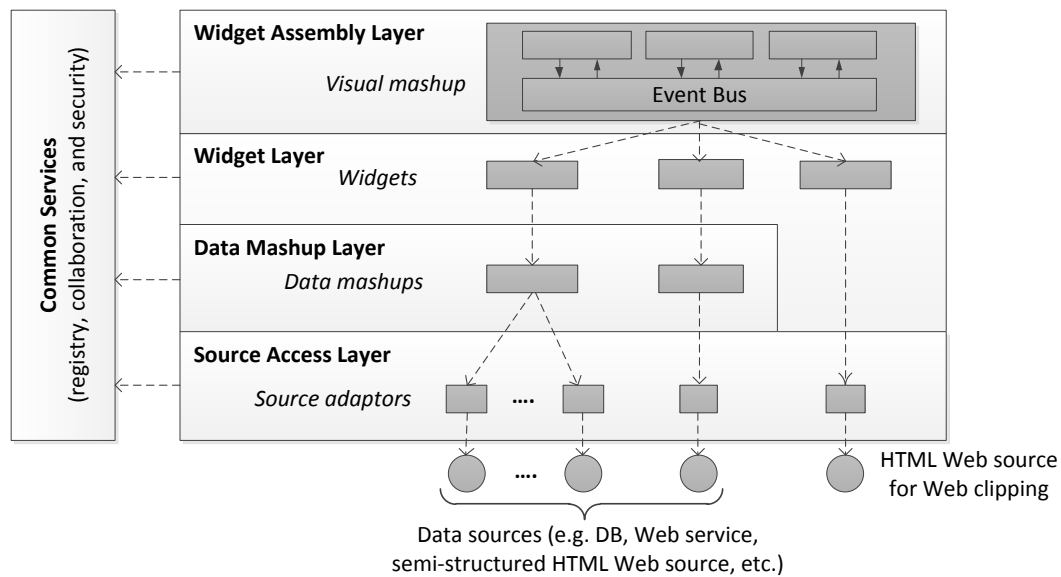 Common Services
(registry, collaboration, and security)
Widget Assembly Layer
Visual mashup
Event Bus
Widget Layer
Widgets
Data Mashup Layer
Data mashups
Source Access Layer
Source adaptors
....
....
HTML Web source
for Web clipping
Data sources (e.g. DB, Web service,
semi-structured HTML Web source, etc.)